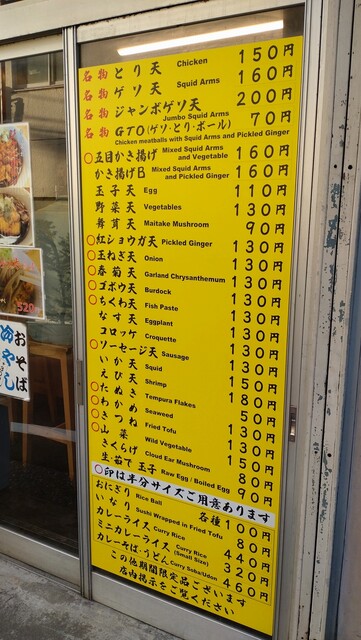 名物とり天 Chicken 150円
名物ゲソ天 Squid Arms 160円
名物ジャンボゲソ天 Jumbo Squid Arms 200円
名物GTO(ゲソ・とり・ボール) 70円
Chicken meatballs with Squid Arms and Pickled Ginger
○五目かき揚げ Mixed Squid Arms and Vegetable 160円
かき揚げB Mixed Squid Arms and Pickled Ginger 160円
玉子天 Egg 110円
野菜天 Vegetables 130円
舞茸天 Maitake Mushroom 90円
○紅ショウガ天 Pickled Ginger 130円
○玉ねぎ天 Onion 130円
○春菊天 Garland Chrysanthemum 130円
○ゴボウ天 Burdock 130円
○ちくわ天 Fish Paste 130円
なす天 Eggplant 130円
コロッケ Croquette 130円
○ソーセージ天 Sausage 130円
いか天 Squid 150円
えび天 Shrimp 180円
○たぬき Tempura Flakes 50円
○わかめ Seaweed 130円
○きつね Fried Tofu 130円
○山菜 Wild Vegetable 150円
きくらげ Cloud Ear Mushroom 80円
生・茹で玉子 Raw Egg / Boiled Egg 90円
○印は半分サイズご用意あります
おにぎり Rice Ball 各種100円
いなり Sushi Wrapped in Fried Tofu 80円
カレーライス Curry Rice 440円
ミニカレーライス Curry Rice (Small Size) 320円
カレーそば・うどん Curry Soba/Udon 460円
この他期間限定品ございます
店内掲示をご覧ください
冷やし
おそば
520